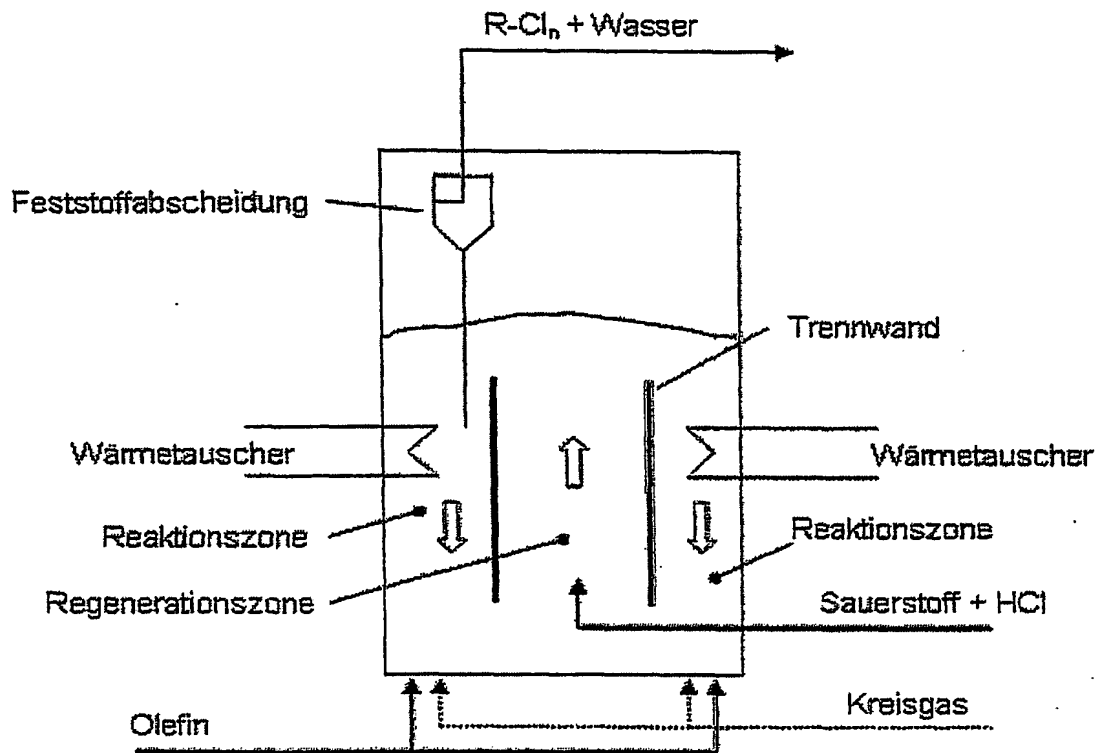 R-Clₙ + Wasser
Feststoffabscheidung
Trennwand
Wärmetauscher
Wärmetauscher
Reaktionszone
Reaktionszone
Regenerationszone
Sauerstoff + HCl
Kreisgas
Olefin